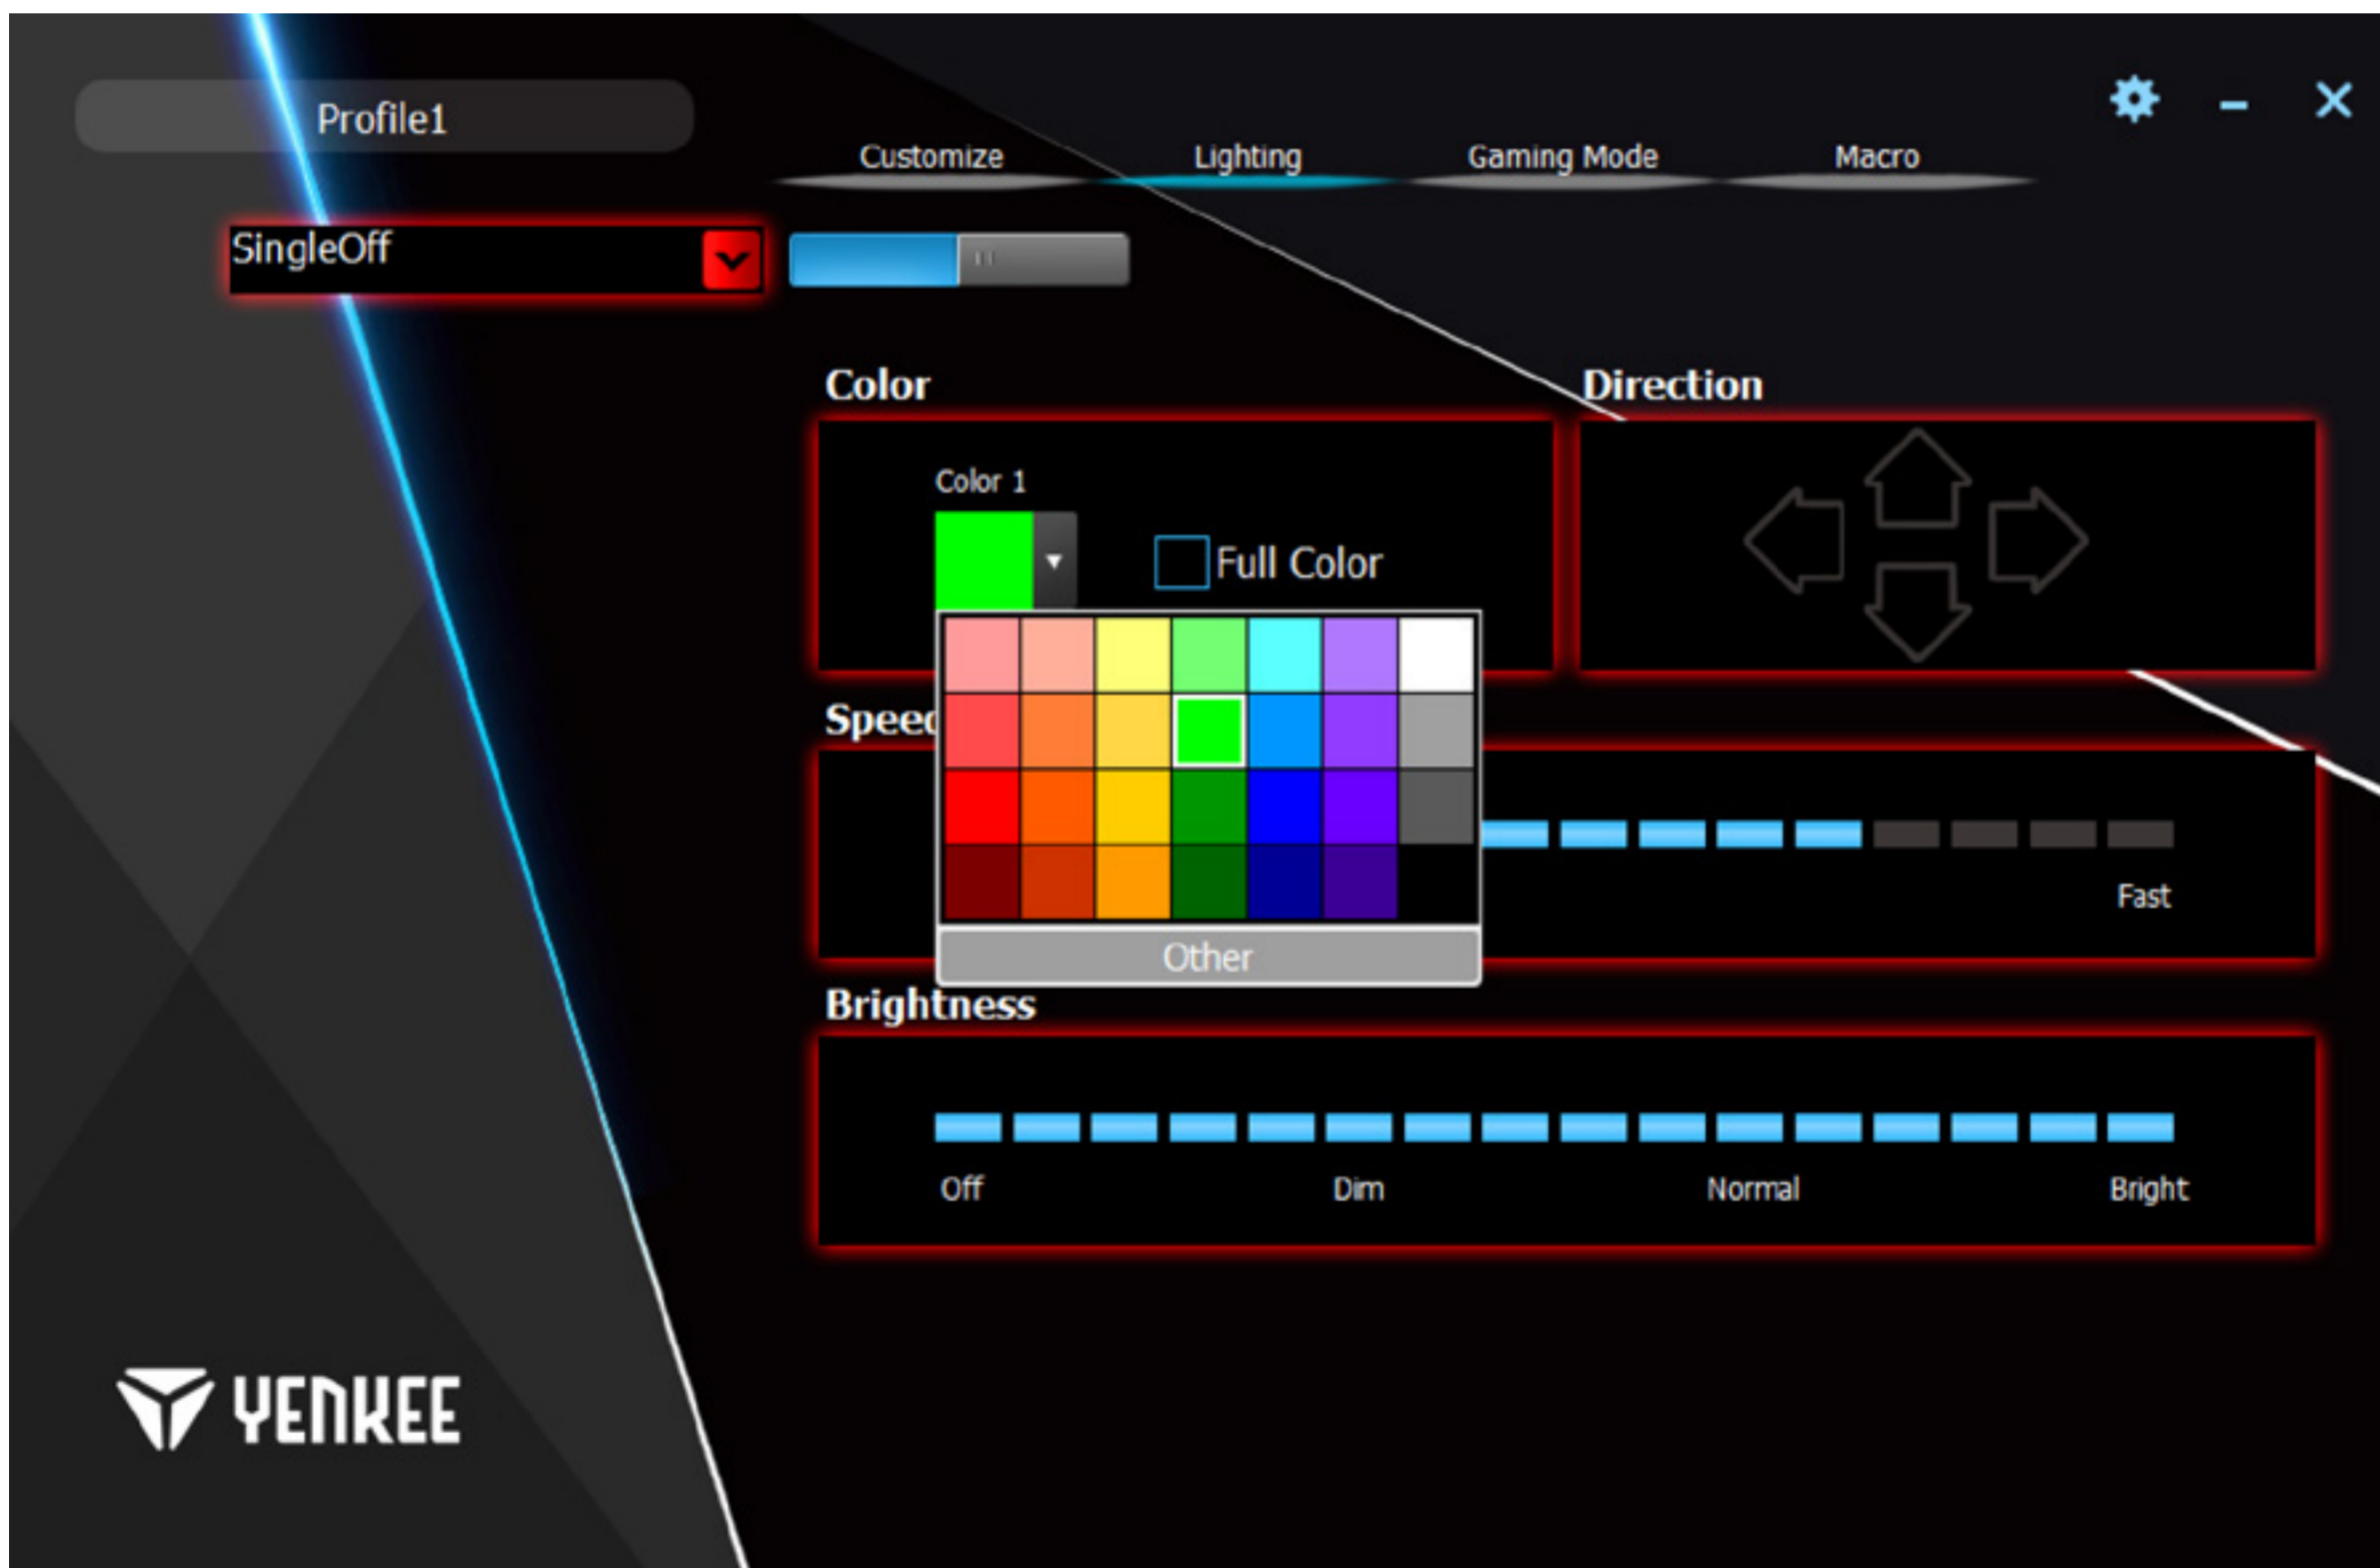 Profile1
Customize
Lighting
Gaming Mode
Macro
SingleOff
Color
Direction
Color 1
Full Color
Speed
Fast
Other
Brightness
Off
Dim
Normal
Bright
YENKEE